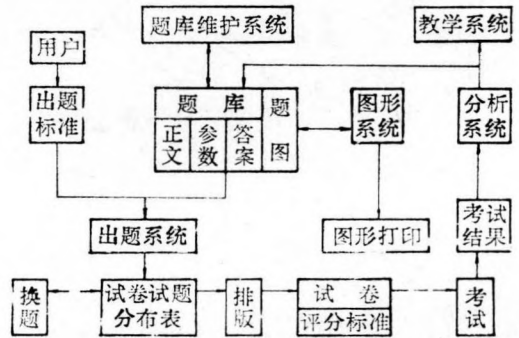 用户
题库维护系统
教学系统
出题
标准
题库
正文
参数
答案
题图
图形
系统
分析
系统
出题系统
图形打印
考试
结果
换题
试卷试题
分布表
排版
试卷
评分标准
考试